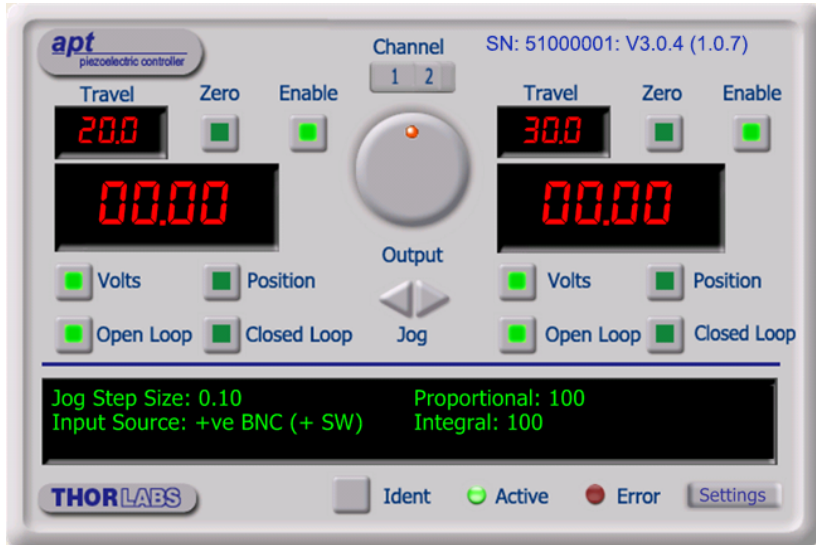 apt
piezoelectric controller
Channel
1 2
SN: 51000001: V3.0.4 (1.0.7)
Travel Zero Enable
20.0
00.00
Volts Position
Open Loop Closed Loop
Output
Jog
Travel Zero Enable
30.0
00.00
Volts Position
Open Loop Closed Loop
Jog Step Size: 0.10 Proportional: 100
Input Source: +ve BNC (+ SW) Integral: 100
THORLABS Ident Active Error Settings